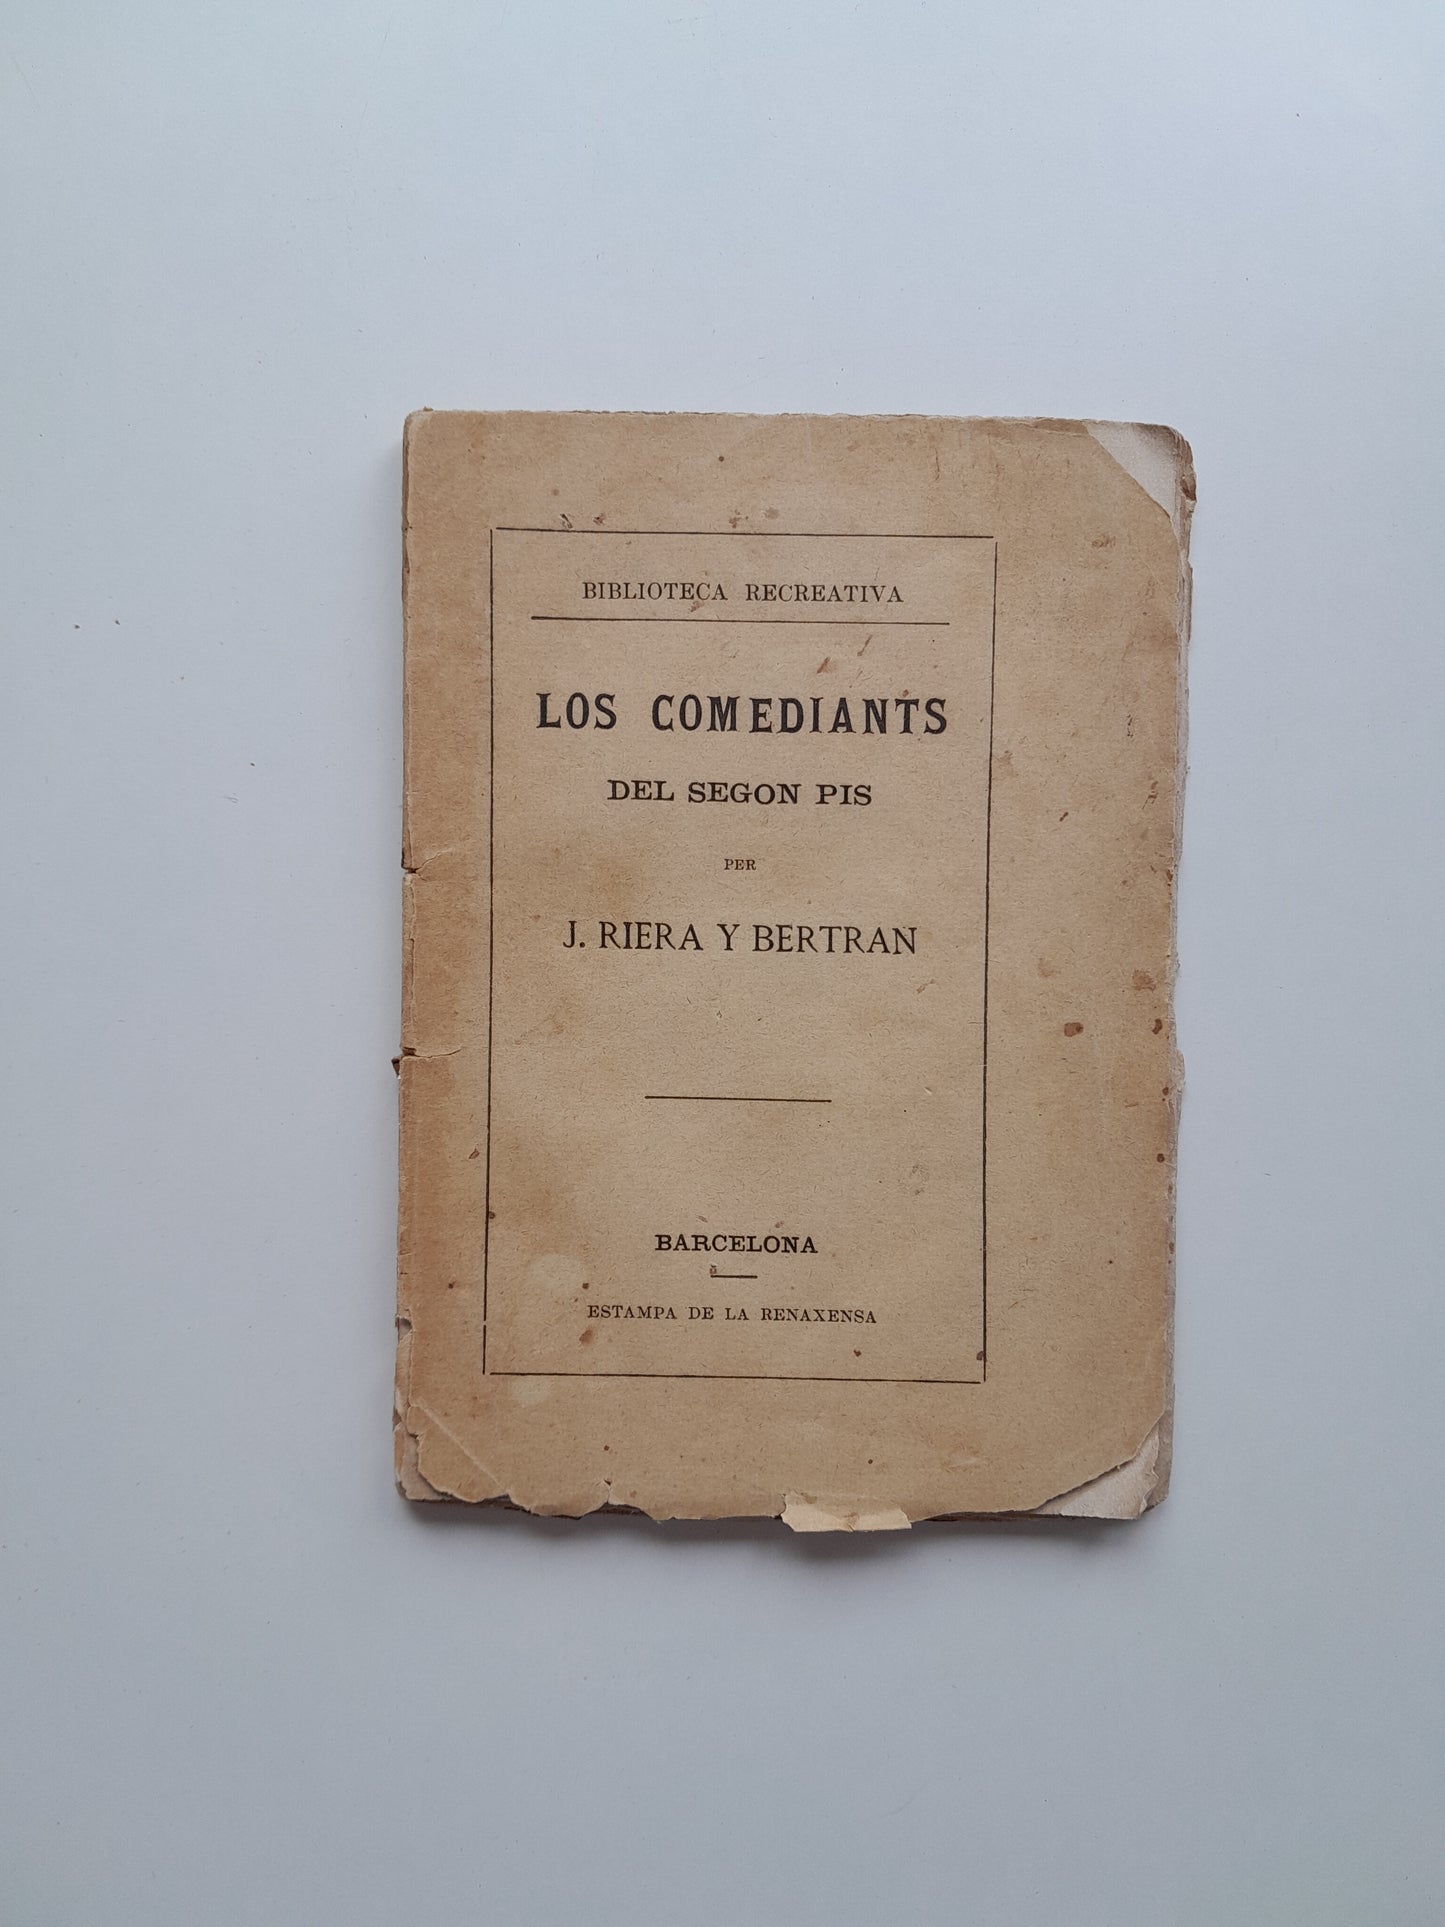 BIBLIOTECA RECREATIVA
LOS COMEDIANTS
DEL SEGON PIS
PER
J. RIERA Y BERTRAN
BARCELONA
ESTAMPA DE LA RENAXENSA